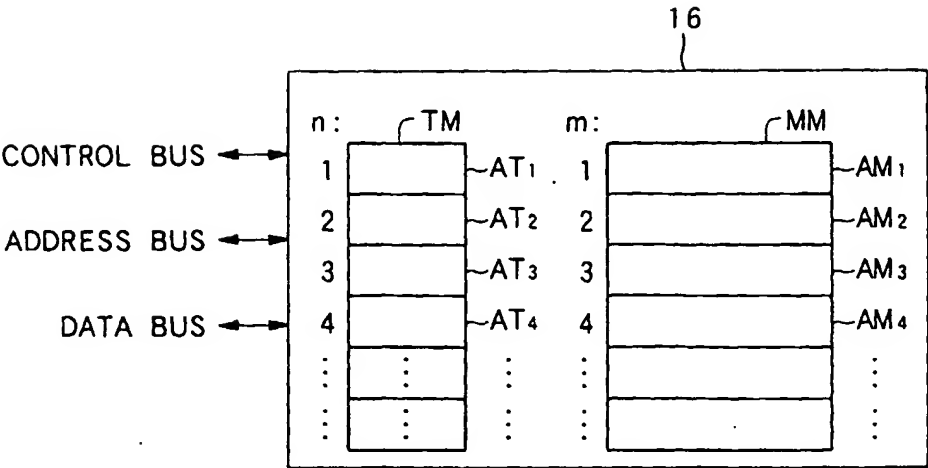 16
n: TM m: MM
CONTROL BUS 1 AT₁ 1 AM₁
ADDRESS BUS 2 AT₂ 2 AM₂
3 AT₃ 3 AM₃
DATA BUS 4 AT₄ 4 AM₄